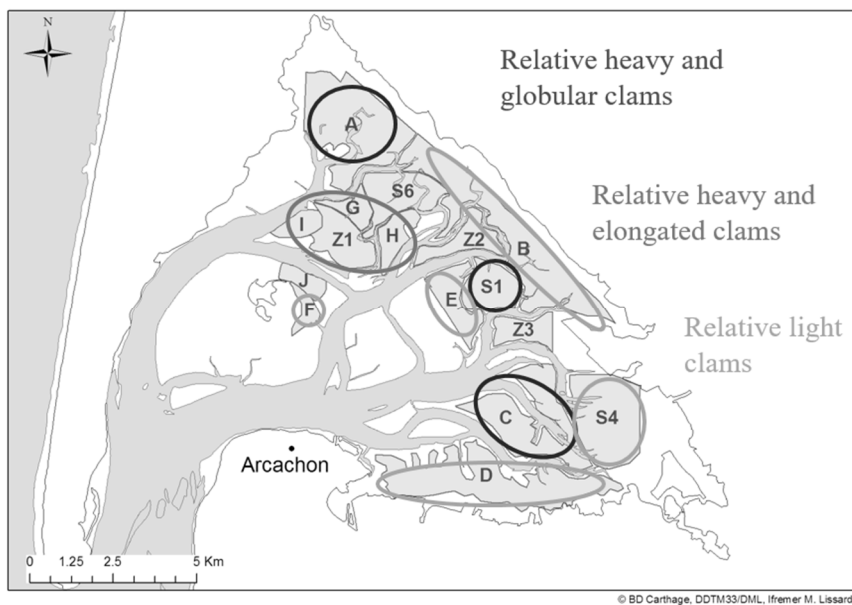 N
Relative heavy and
globular clams
A
S6
G
Relative heavy and
elongated clams
I
Z1
H
Z2
B
J
S1
E
F
Z3
Relative light
clams
C
S4
Arcachon
D
0 1.25 2.5 5 Km
© BD Carthage, DDTM33/DML, Ifremer M. Lissard